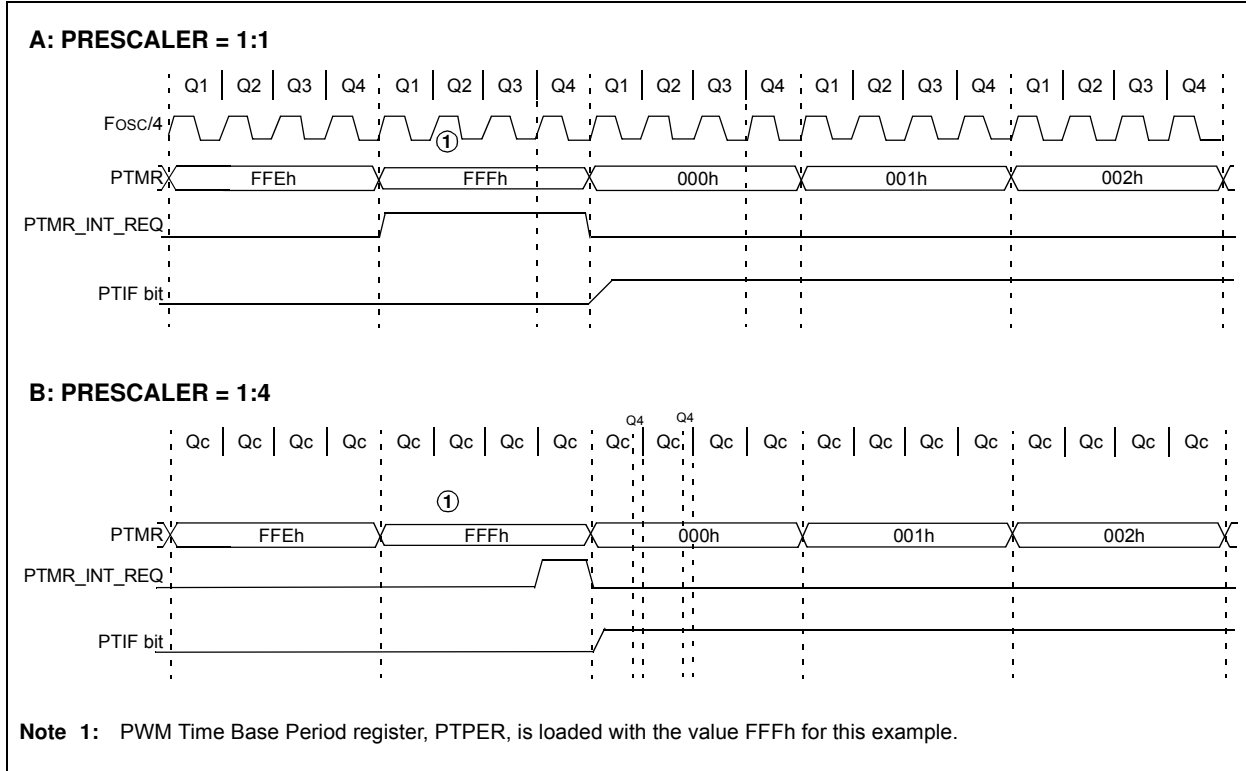 A: PRESCALER = 1:1
Q1 Q2 Q3 Q4 Q1 Q2 Q3 Q4 Q1 Q2 Q3 Q4 Q1 Q2 Q3 Q4 Q1 Q2 Q3 Q4
FOSC/4
1
PTMR FFEh FFFh 000h 001h 002h
PTMR_INT_REQ
PTIF bit
B: PRESCALER = 1:4
Q4 Q4
Qc Qc Qc Qc Qc Qc Qc Qc Qc Qc Qc Qc Qc Qc Qc Qc Qc Qc Qc Qc
1
PTMR FFEh FFFh 000h 001h 002h
PTMR_INT_REQ
PTIF bit
Note 1: PWM Time Base Period register, PTPER, is loaded with the value FFFh for this example.